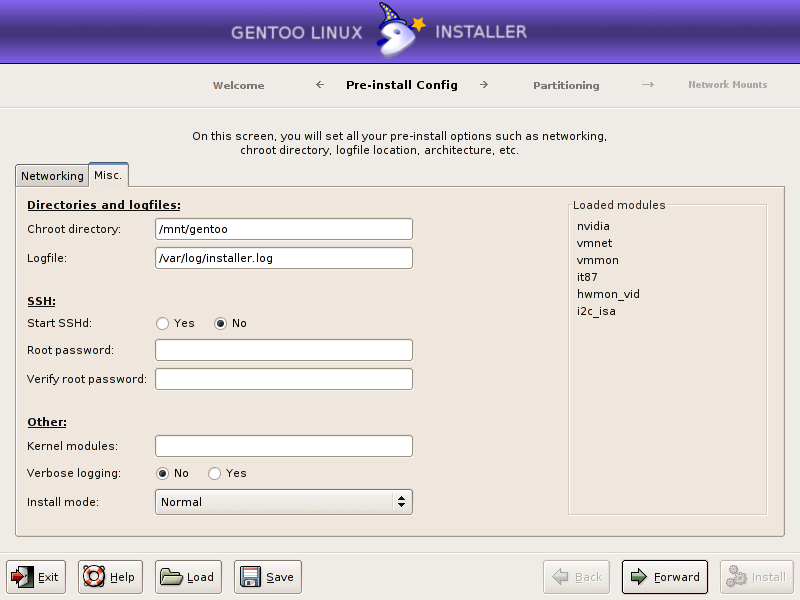 GENTOO LINUX INSTALLER
Welcome ← Pre-install Config → Partitioning → Network Mounts
On this screen, you will set all your pre-install options such as networking,
chroot directory, logfile location, architecture, etc.
Networking Misc.
Directories and logfiles:
Chroot directory: /mnt/gentoo
Logfile: /var/log/installer.log
SSH:
Start SSHd: Yes No
Root password:
Verify root password:
Other:
Kernel modules:
Verbose logging: No Yes
Install mode: Normal
Loaded modules
nvidia
vmnet
vmmon
it87
hwmon_vid
i2c_isa
Exit Help Load Save Back Forward Install